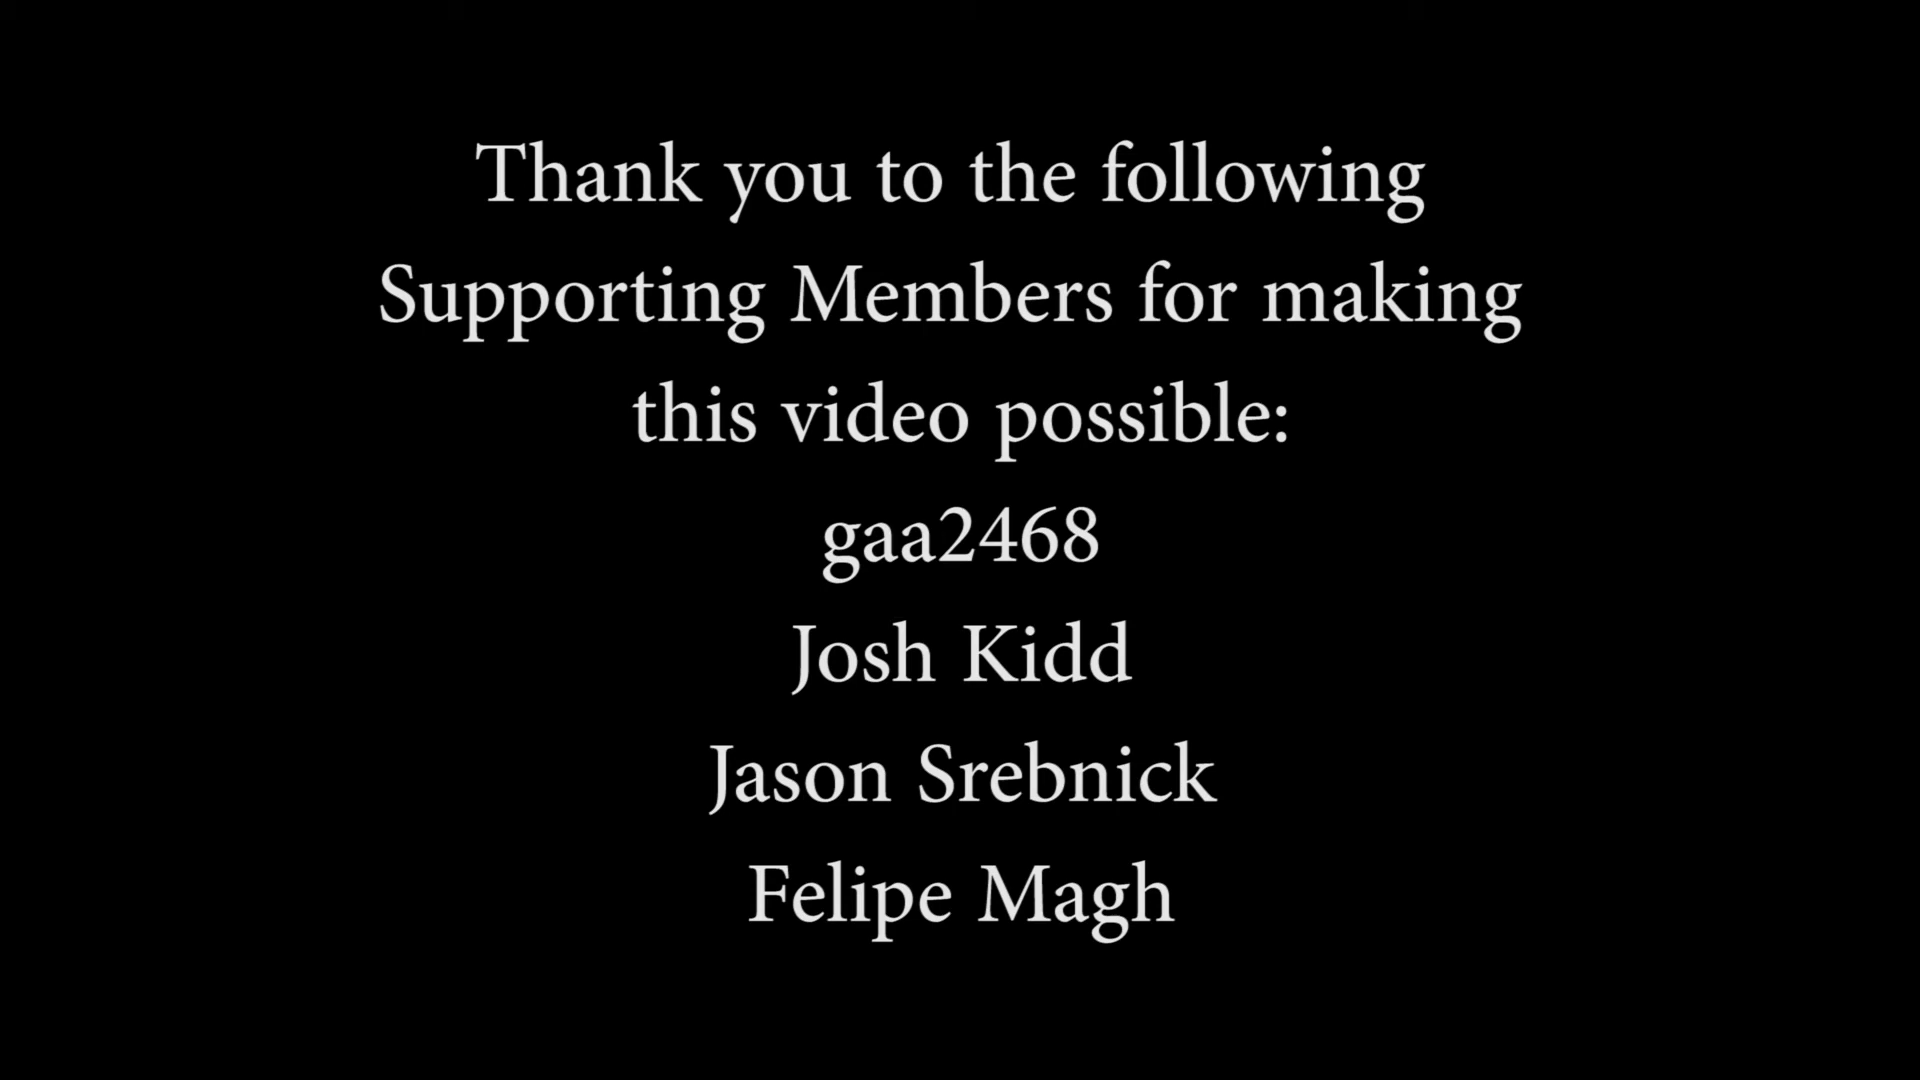 Thank you to the following
Supporting Members for making
this video possible:
gaa2468
Josh Kidd
Jason Srebnick
Felipe Magh